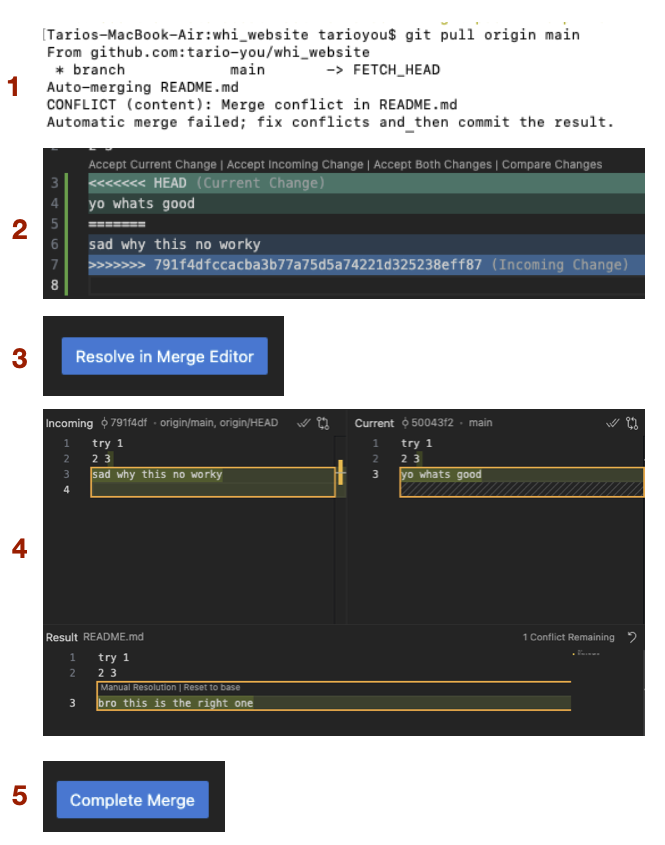 1
[Tarios-MacBook-Air:whi_website tarioyou$ git pull origin main
From github.com:tario-you/whi_website
* branch main -> FETCH_HEAD
Auto-merging README.md
CONFLICT (content): Merge conflict in README.md
Automatic merge failed; fix conflicts and then commit the result.
2
2 2 3
Accept Current Change | Accept Incoming Change | Accept Both Changes | Compare Changes
3 <<<<<<< HEAD (Current Change)
4 yo whats good
5 =======
6 sad why this no worky
7 >>>>>>> 791f4dfccacba3b77a75d5a74221d325238eff87 (Incoming Change)
8
3
Resolve in Merge Editor
4
Incoming 791f4df · origin/main, origin/HEAD
1 try 1
2 2 3
3 sad why this no worky
4
Current 50043f2 · main
1 try 1
2 2 3
3 yo whats good
Result README.md
1 Conflict Remaining
1 try 1
2 2 3
Manual Resolution | Reset to base
3 bro this is the right one
5
Complete Merge